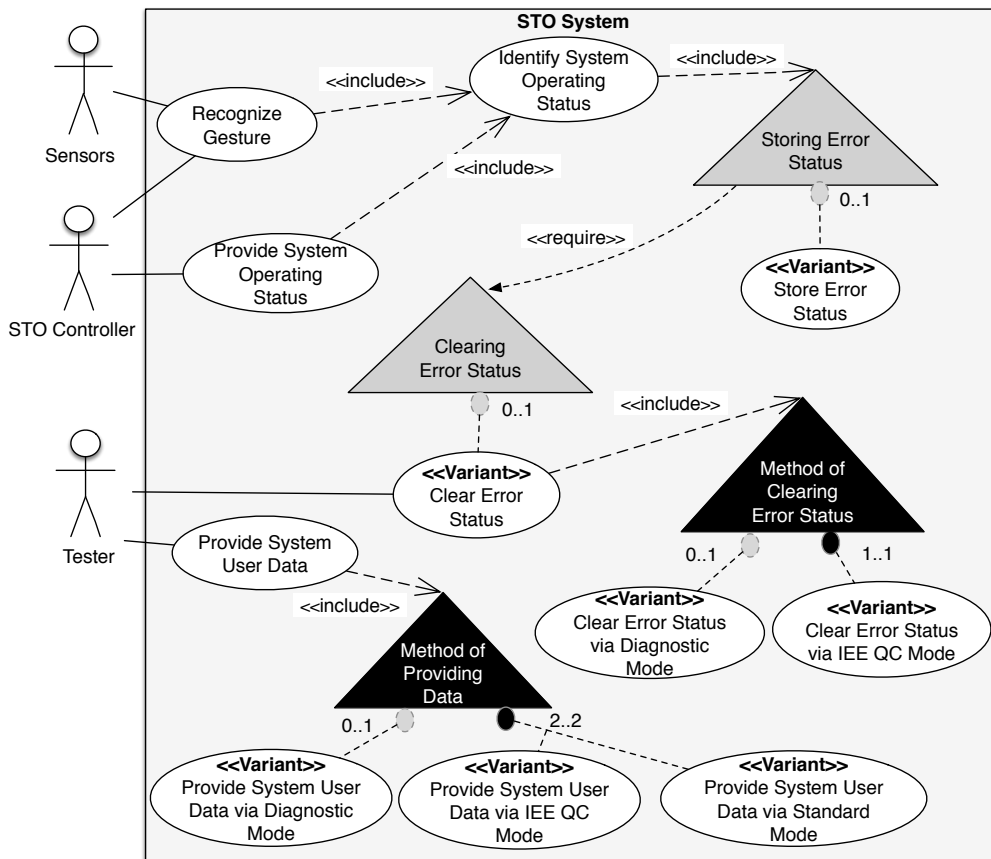 STO System
Identify System
Operating
Status
<<include>>
<<include>>
Recognize
Gesture
Sensors
Storing Error
Status
<<include>>
0..1
<<require>>
Provide System
Operating
Status
<<Variant>>
Store Error
Status
STO Controller
Clearing
Error Status
0..1
<<include>>
<<Variant>>
Clear Error
Status
Method of
Clearing
Error Status
Tester
Provide System
User Data
0..1
1..1
<<include>>
<<Variant>>
Clear Error Status
via Diagnostic
Mode
<<Variant>>
Clear Error Status
via IEE QC Mode
Method of
Providing
Data
0..1
2..2
<<Variant>>
Provide System User
Data via Diagnostic
Mode
<<Variant>>
Provide System User
Data via IEE QC
Mode
<<Variant>>
Provide System User
Data via Standard
Mode